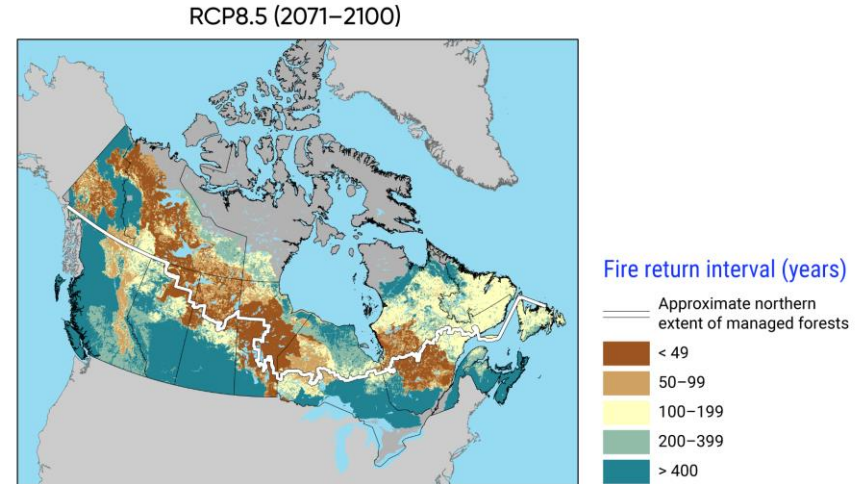 RCP8.5 (2071–2100)
Fire return interval (years)
Approximate northern
extent of managed forests
< 49
50–99
100–199
200–399
> 400